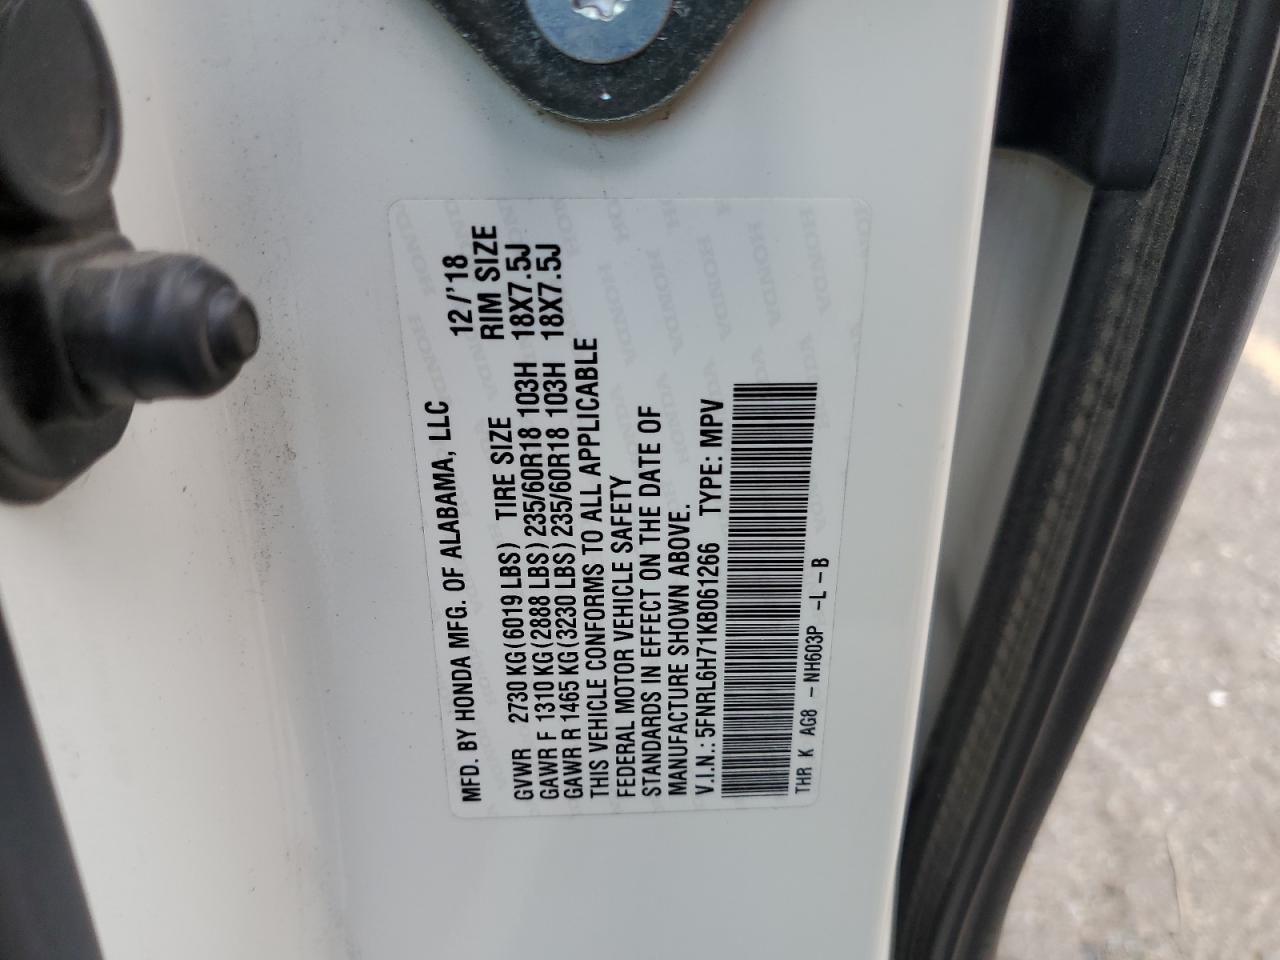 MFD. BY HONDA MFG. OF ALABAMA, LLC 12/'18
GVWR 2730 KG(6019 LBS) TIRE SIZE RIM SIZE
GAWR F 1310 KG(2888 LBS) 235/60R18 103H 18X7.5J
GAWR R 1465 KG(3230 LBS) 235/60R18 103H 18X7.5J
THIS VEHICLE CONFORMS TO ALL APPLICABLE
FEDERAL MOTOR VEHICLE SAFETY
STANDARDS IN EFFECT ON THE DATE OF
MANUFACTURE SHOWN ABOVE.
V.I.N.: 5FNRL6H71KB061266 TYPE: MPV
THR K AG8 - NH603P -L-B